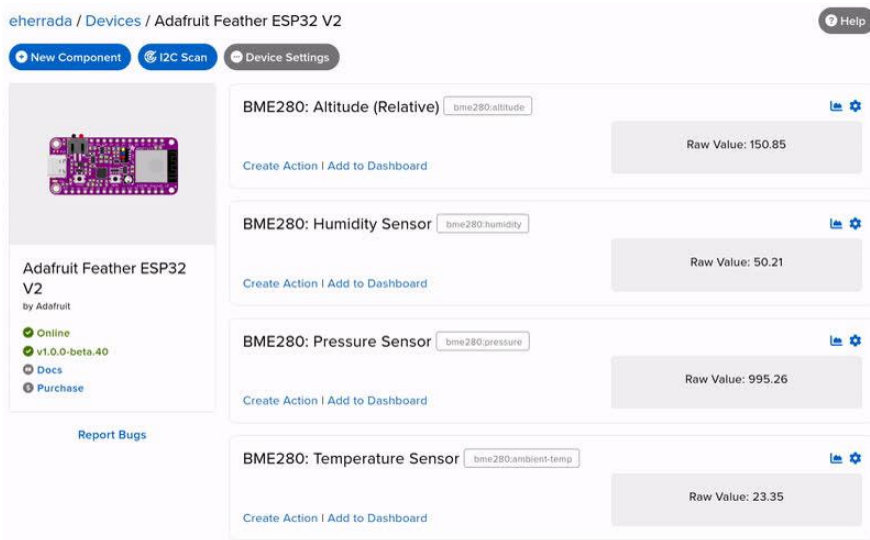 eherrada / Devices / Adafruit Feather ESP32 V2
Help
New Component
I2C Scan
Device Settings
Adafruit Feather ESP32
V2
by Adafruit
Online
v1.0.0-beta.40
Docs
Purchase
Report Bugs
BME280: Altitude (Relative) bme280:altitude
Raw Value: 150.85
Create Action | Add to Dashboard
BME280: Humidity Sensor bme280:humidity
Raw Value: 50.21
Create Action | Add to Dashboard
BME280: Pressure Sensor bme280:pressure
Raw Value: 995.26
Create Action | Add to Dashboard
BME280: Temperature Sensor bme280:ambient-temp
Raw Value: 23.35
Create Action | Add to Dashboard